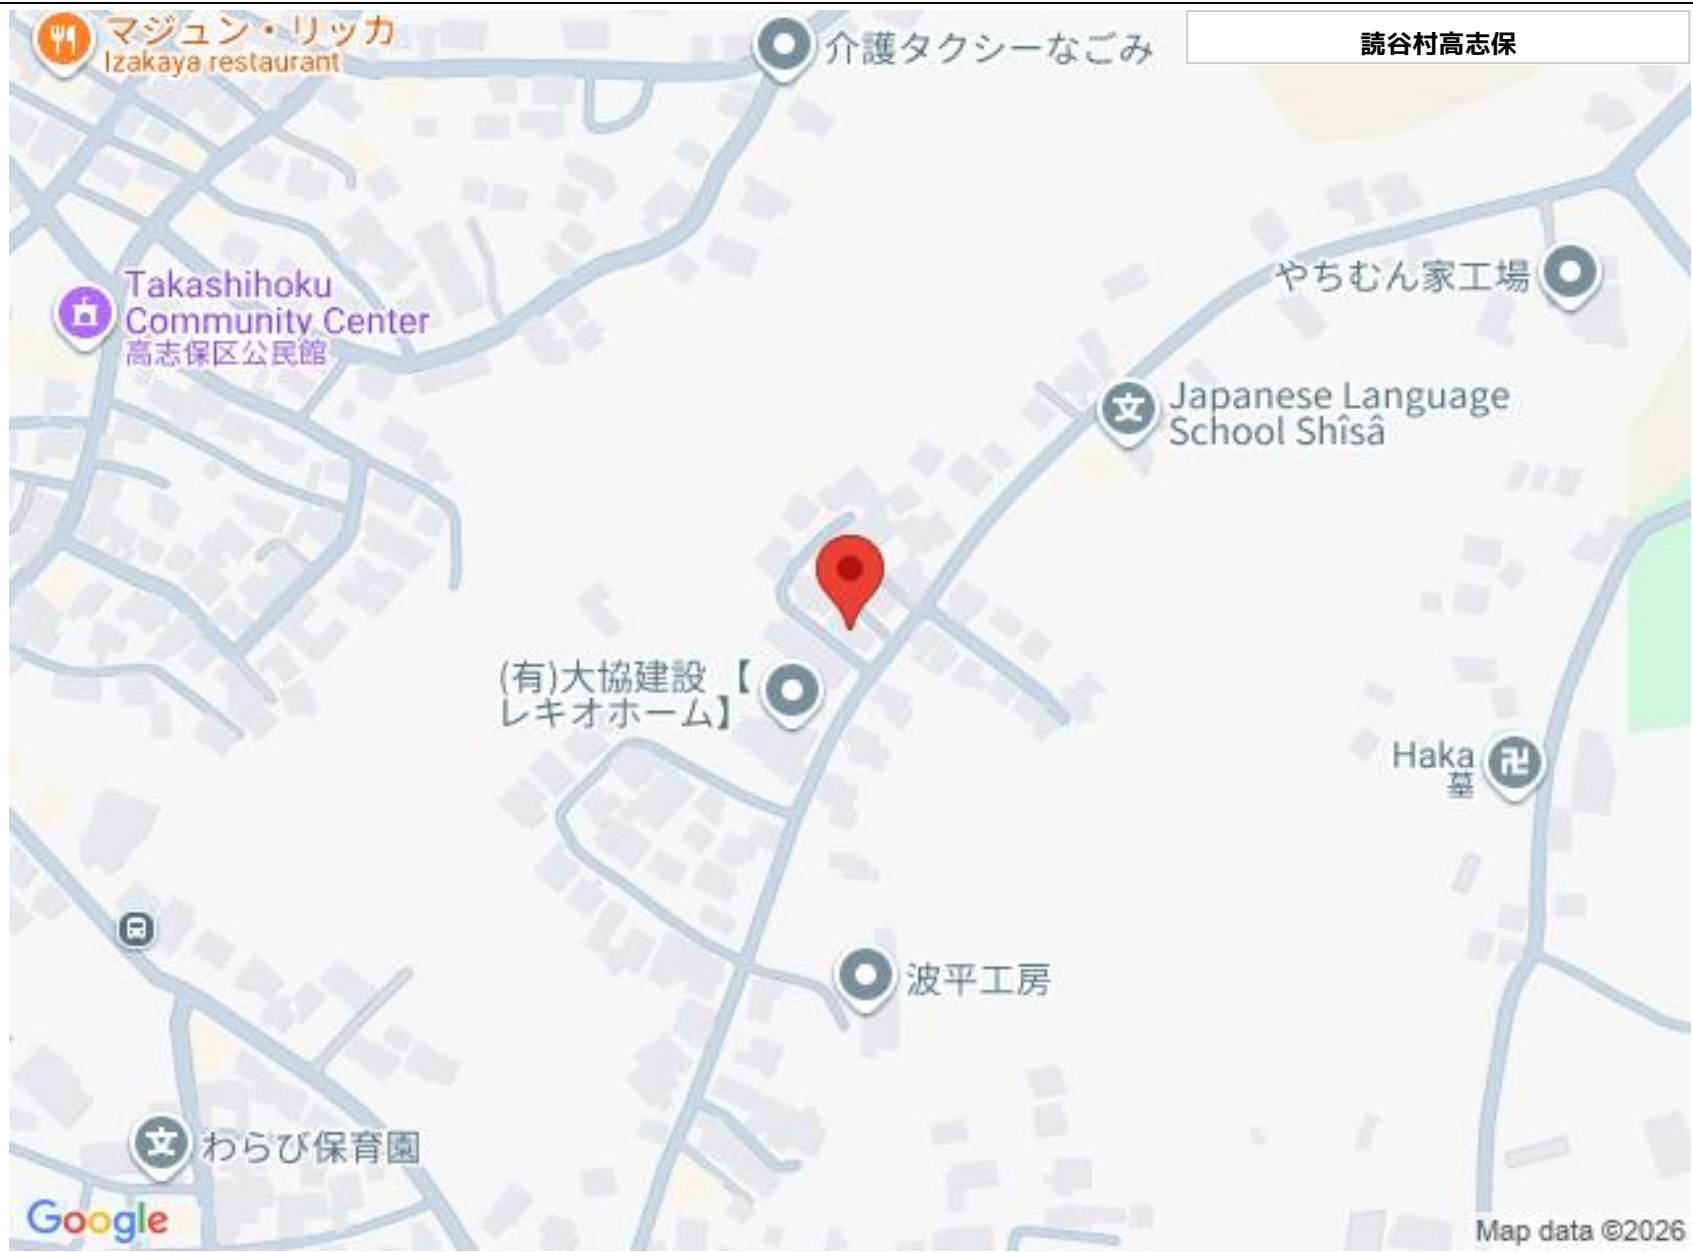 マジュン・リッカ
Izakaya restaurant
介護タクシーなごみ
読谷村高志保
やちむん家工場
Takashihoku
Community Center
高志保区公民館
文
Japanese Language
School Shîsâ
(有)大協建設 【
レキオホーム】
Haka
墓
卍
波平工房
文
わらび保育園
Google
Map data ©2026